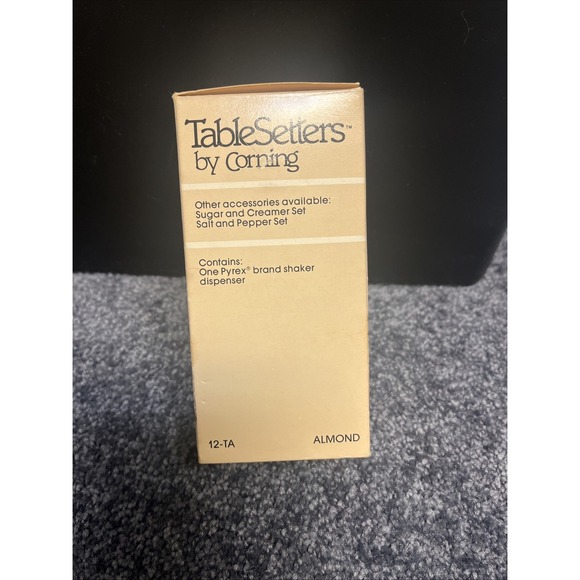 TableSetters™
by Corning
Other accessories available:
Sugar and Creamer Set
Salt and Pepper Set
Contains:
One Pyrex® brand shaker
dispenser
12-TA ALMOND